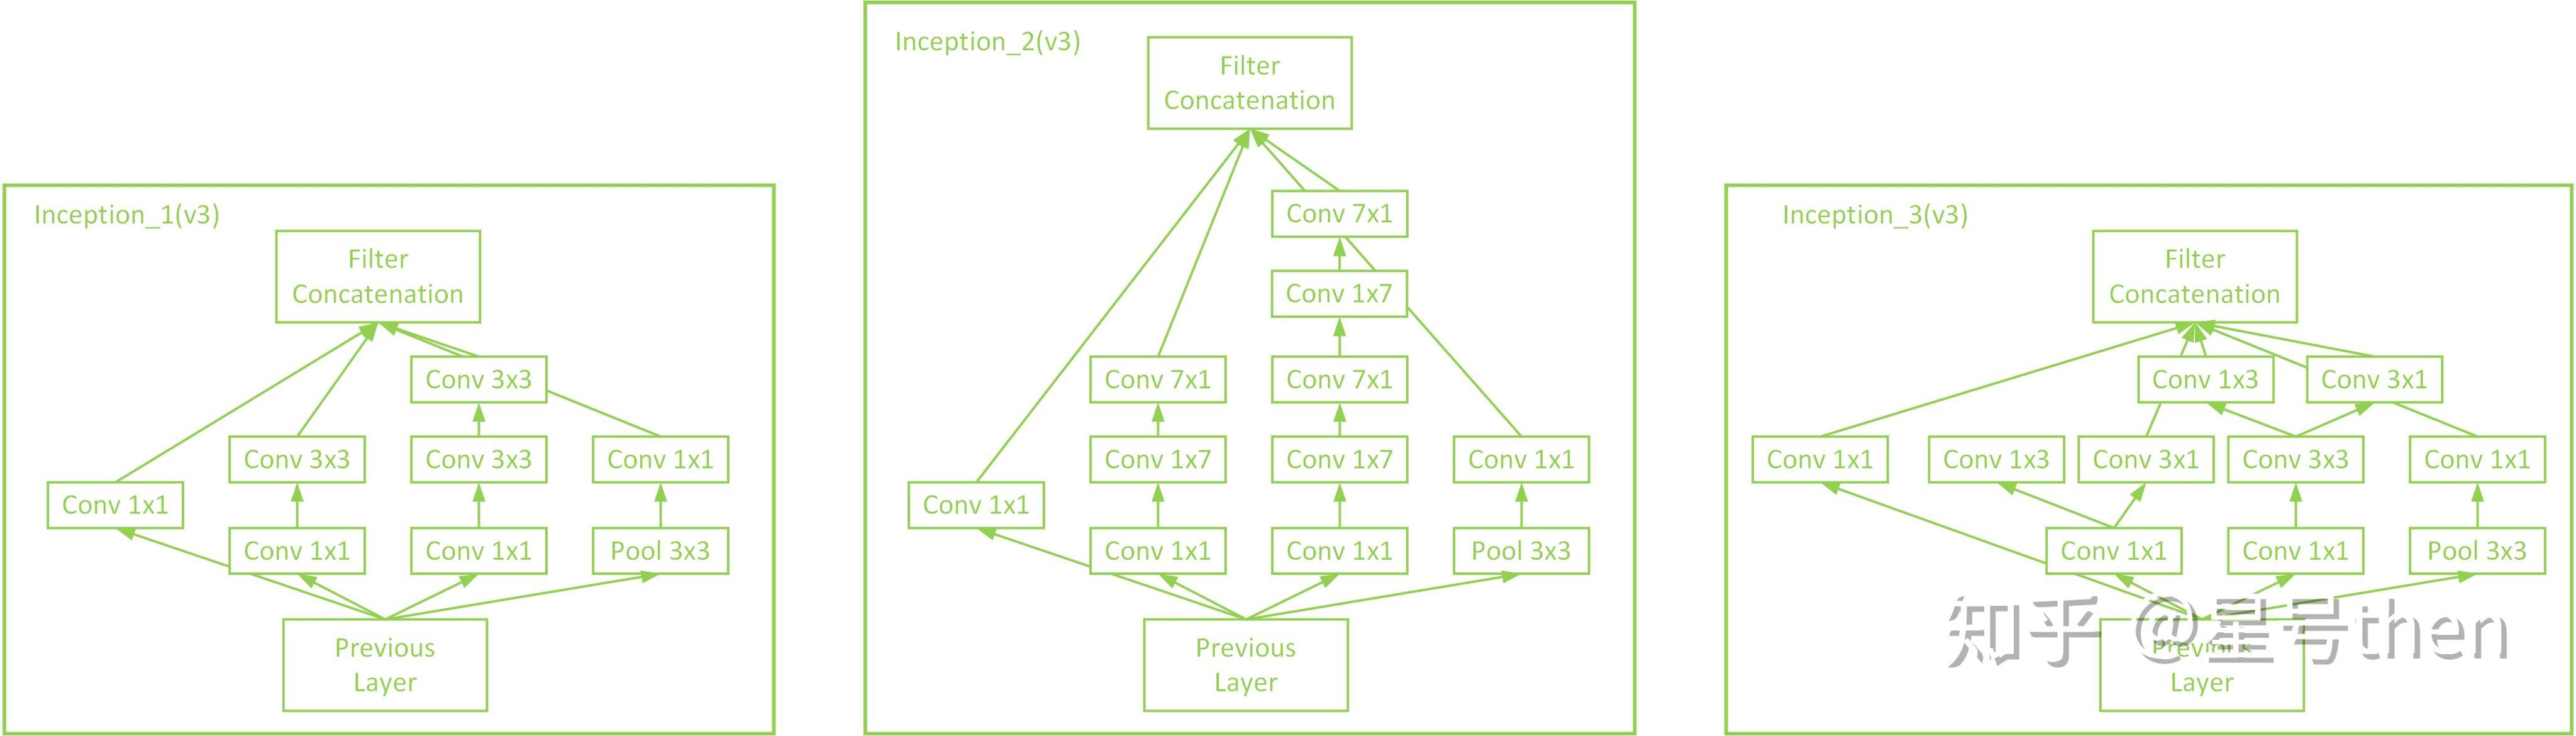 Inception_1(v3)
Filter
Concatenation
Conv 3x3
Conv 3x3
Conv 3x3
Conv 1x1
Conv 1x1
Conv 1x1
Conv 1x1
Pool 3x3
Previous
Layer
Inception_2(v3)
Filter
Concatenation
Conv 7x1
Conv 1x7
Conv 7x1
Conv 7x1
Conv 1x7
Conv 1x7
Conv 1x1
Conv 1x1
Conv 1x1
Conv 1x1
Pool 3x3
Previous
Layer
Inception_3(v3)
Filter
Concatenation
Conv 1x3
Conv 3x1
Conv 1x1
Conv 1x3
Conv 3x1
Conv 3x3
Conv 1x1
Conv 1x1
Conv 1x1
Pool 3x3
Previous
Layer
知乎 @星号then